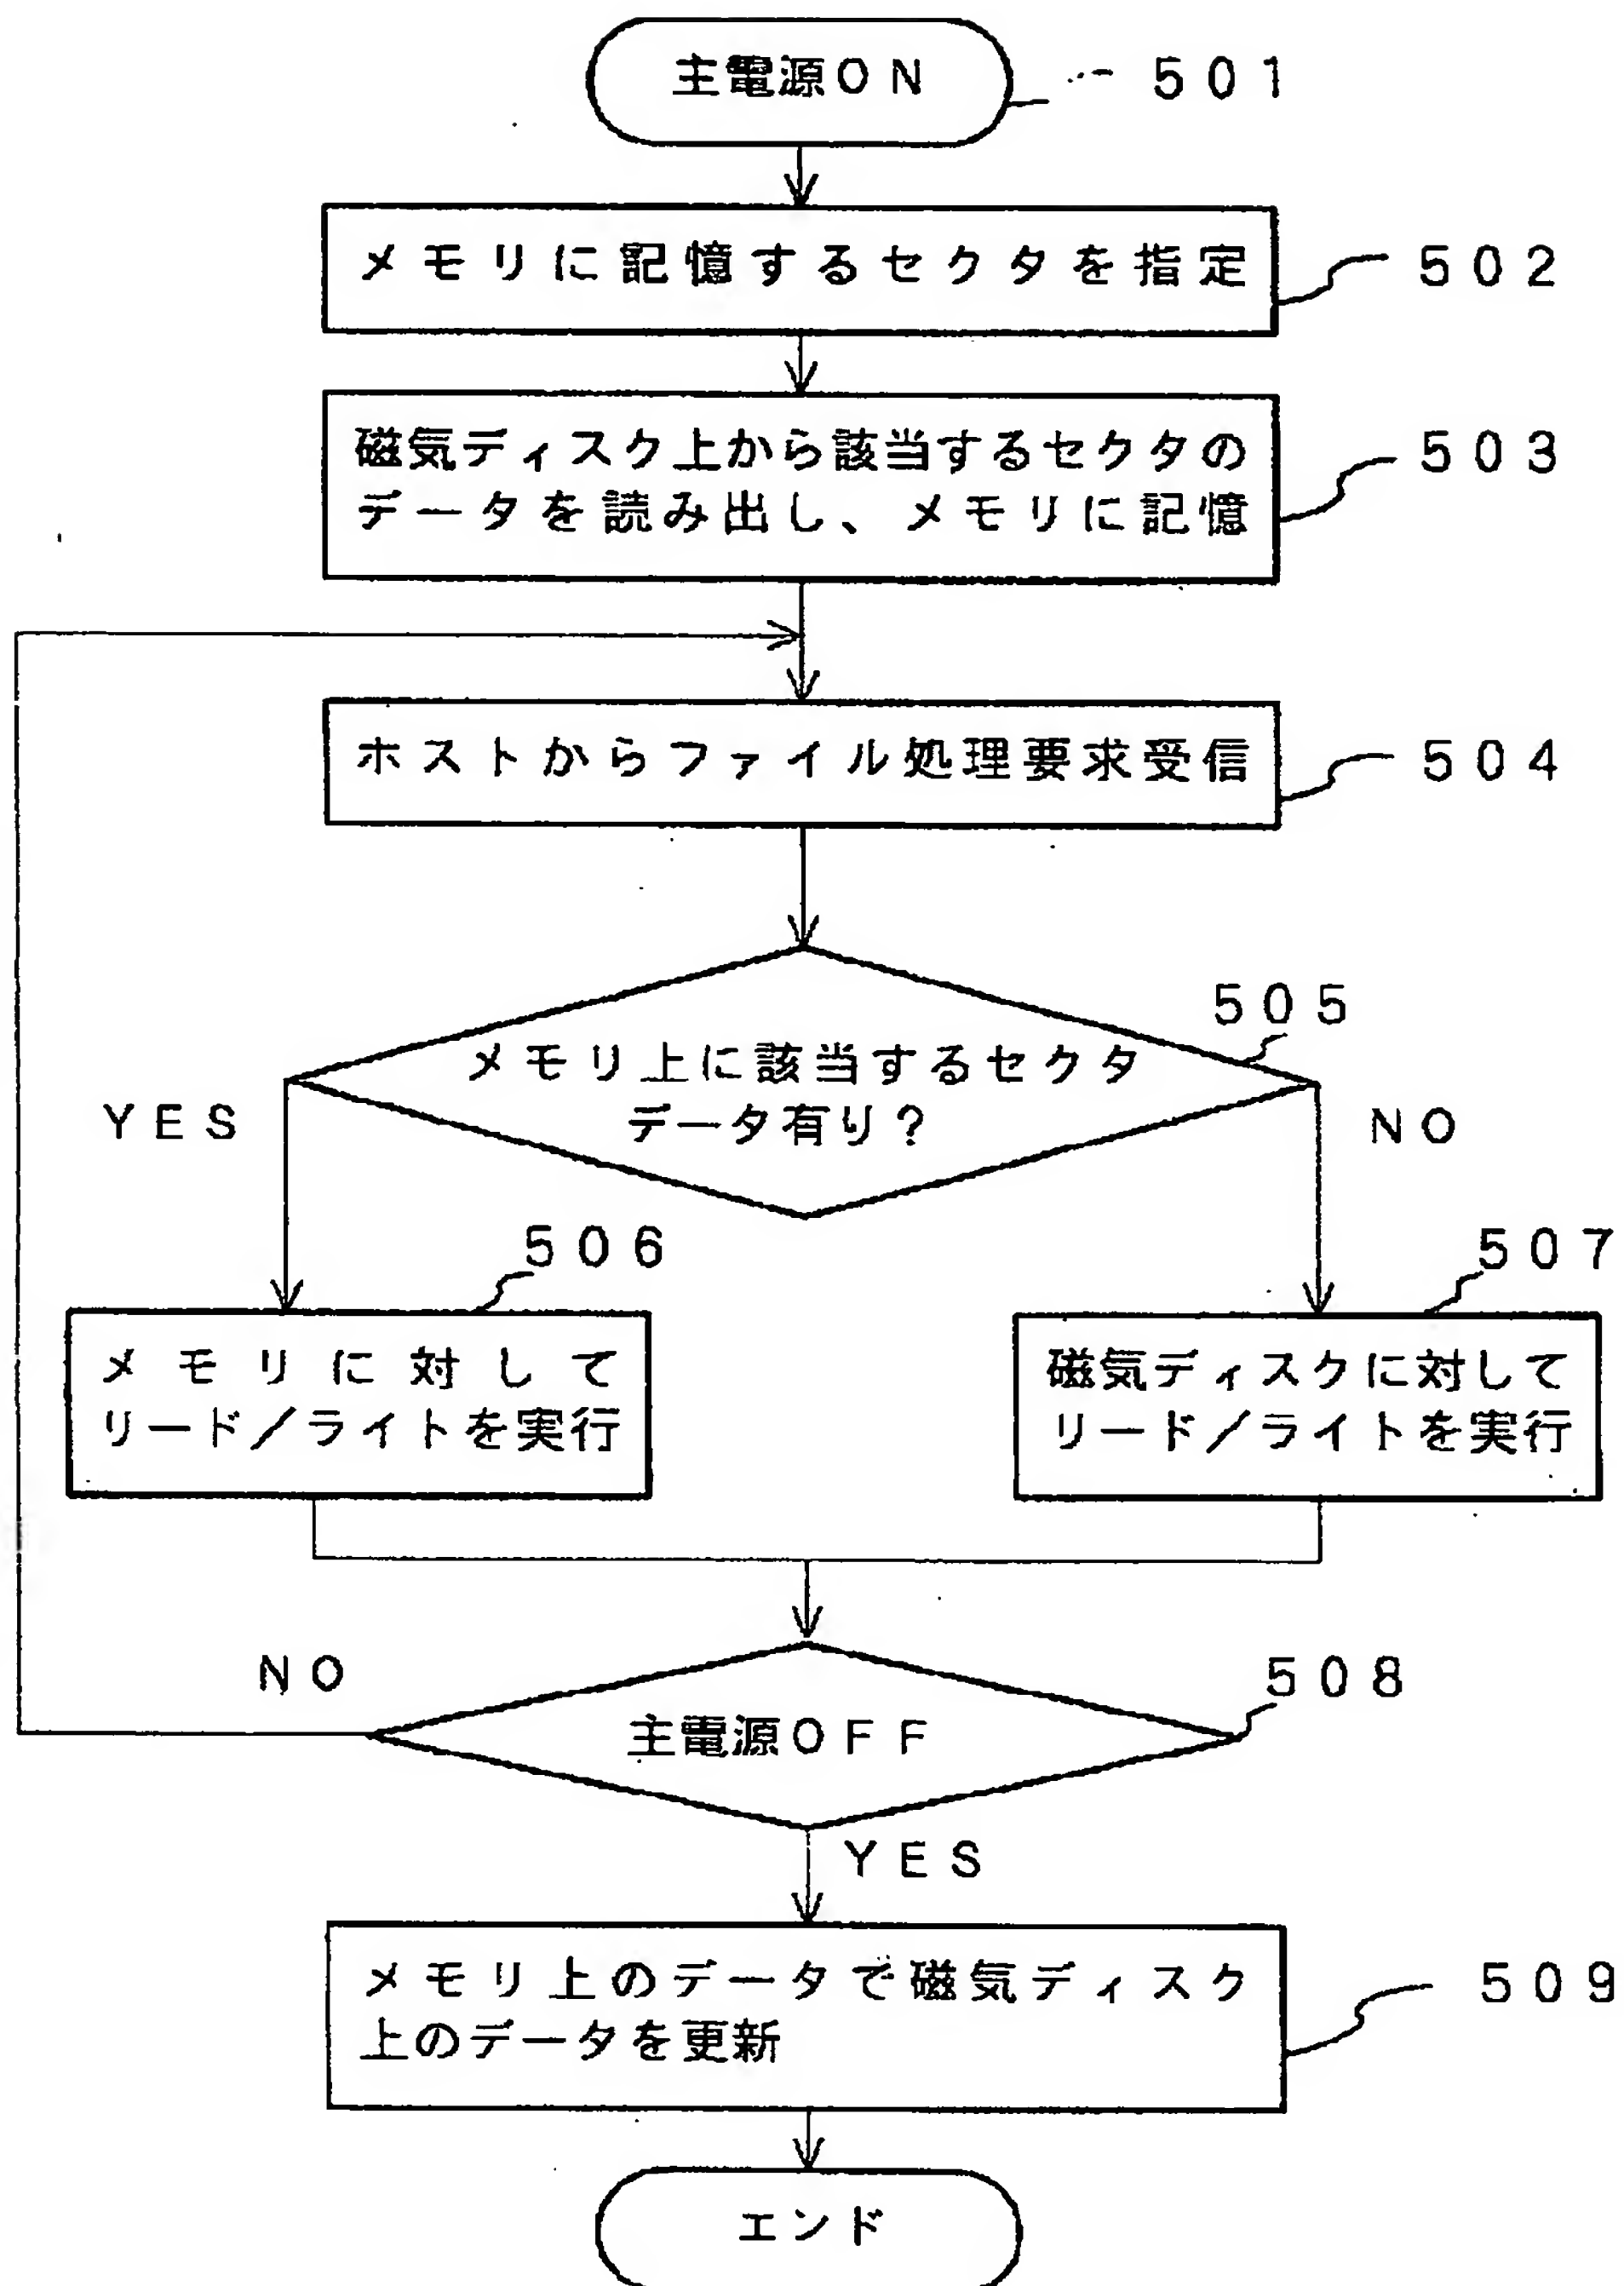 主電源ON
501
メモリに記憶するセクタを指定
502
磁気ディスク上から該当するセクタの
データを読み出し、メモリに記憶
503
ホストからファイル処理要求受信
504
505
メモリ上に該当するセクタ
データ有り?
YES
NO
506
507
メモリに対して
リード/ライトを実行
磁気ディスクに対して
リード/ライトを実行
NO
508
主電源OFF
YES
メモリ上のデータで磁気ディスク
上のデータを更新
509
エンド